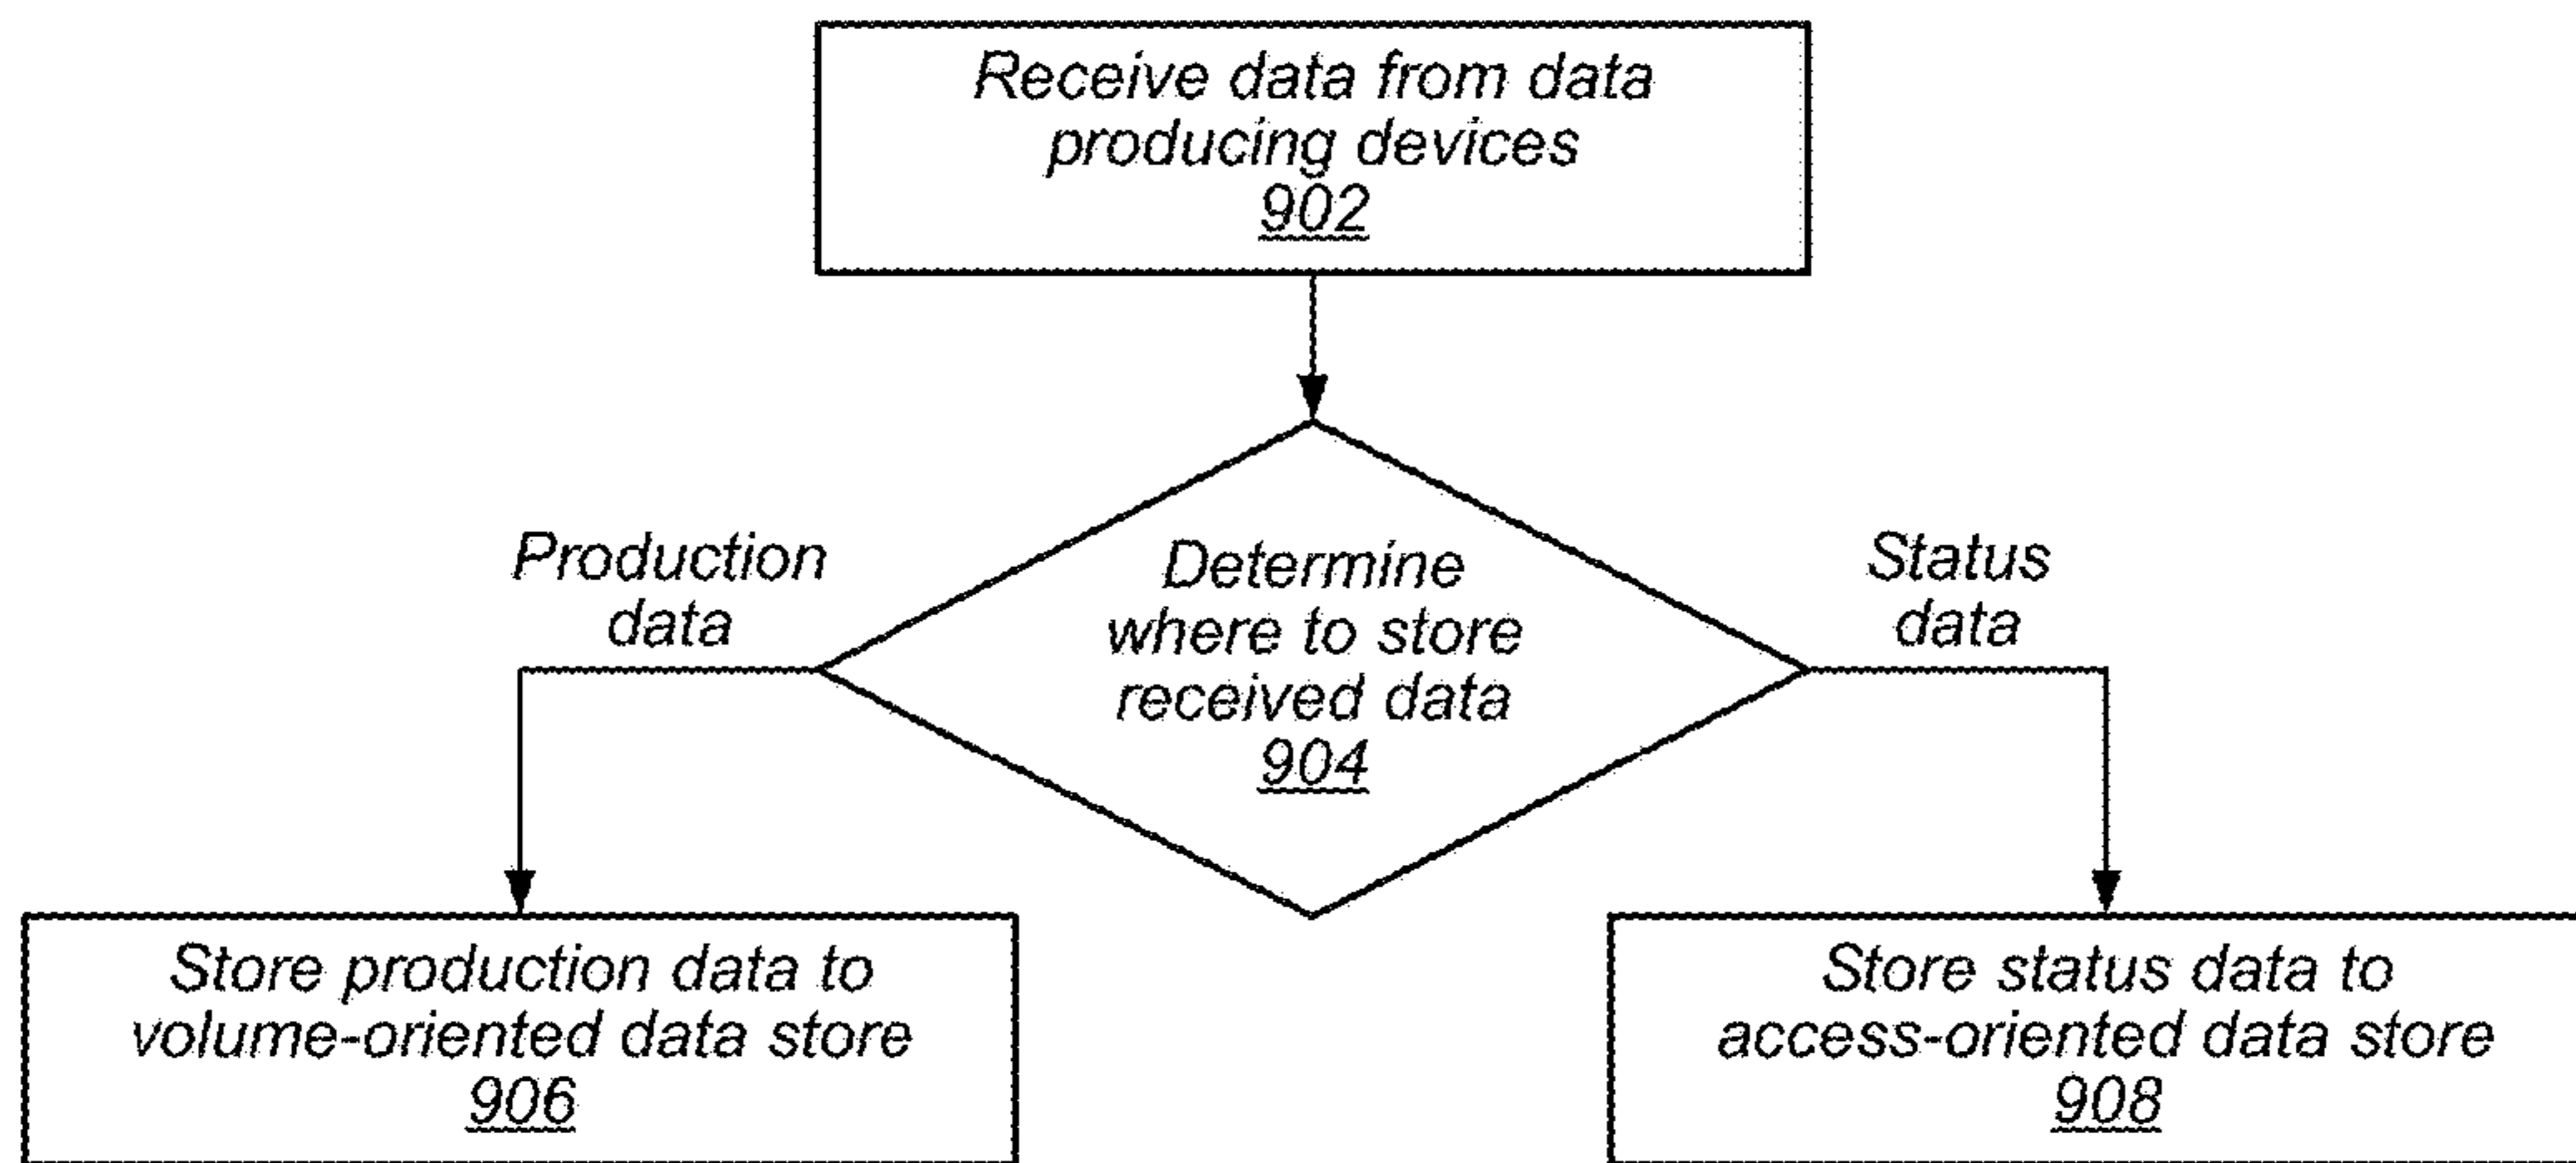 Receive data from data
producing devices
902
Production
data
Determine
where to store
received data
904
Status
data
Store production data to
volume-oriented data store
906
Store status data to
access-oriented data store
908